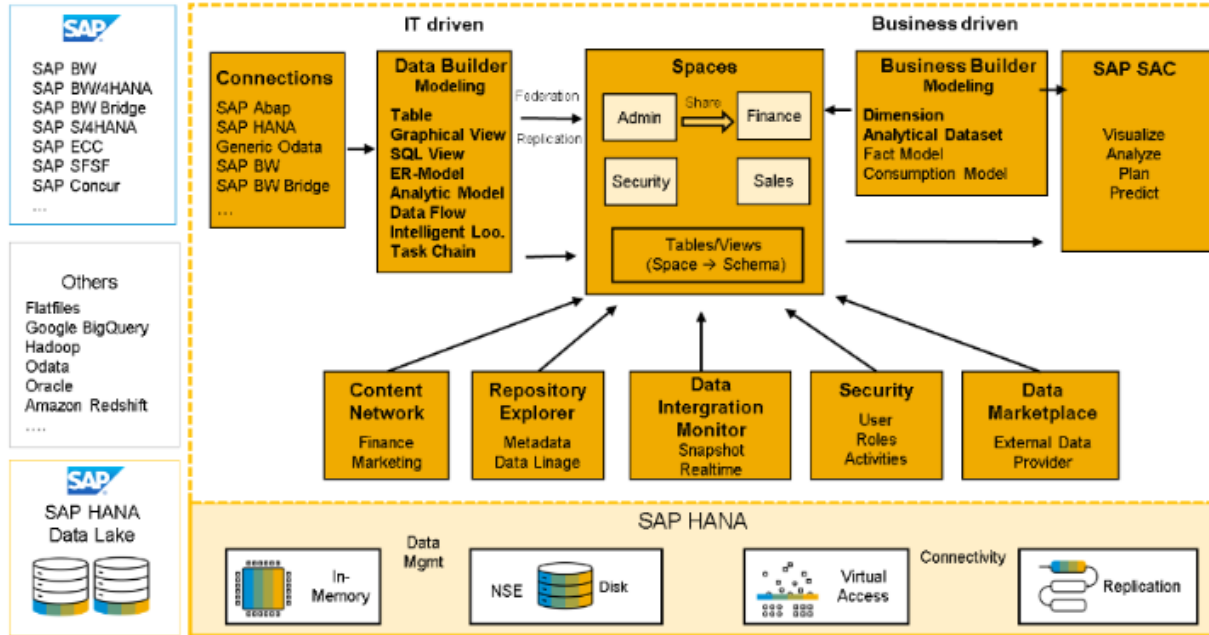 SAP
SAP BW
SAP BW/4HANA
SAP BW Bridge
SAP S/4HANA
SAP ECC
SAP SFSF
SAP Concur
...
Others
Flatfiles
Google BigQuery
Hadoop
Odata
Oracle
Amazon Redshift
....
SAP
SAP HANA
Data Lake
IT driven
Business driven
Connections
SAP Abap
SAP HANA
Generic Odata
SAP BW
SAP BW Bridge
...
Data Builder
Modeling
Table
Graphical View
SQL View
ER-Model
Analytic Model
Data Flow
Intelligent Loo.
Task Chain
Federation
Replication
Spaces
Admin
Share
Finance
Security
Sales
Tables/Views
(Space → Schema)
Business Builder
Modeling
Dimension
Analytical Dataset
Fact Model
Consumption Model
SAP SAC
Visualize
Analyze
Plan
Predict
Content
Network
Finance
Marketing
Repository
Explorer
Metadata
Data Linage
Data
Intergration
Monitor
Snapshot
Realtime
Security
User
Roles
Activities
Data
Marketplace
External Data
Provider
SAP HANA
In-
Memory
Data
Mgmt
NSE
Disk
Virtual
Access
Connectivity
Replication